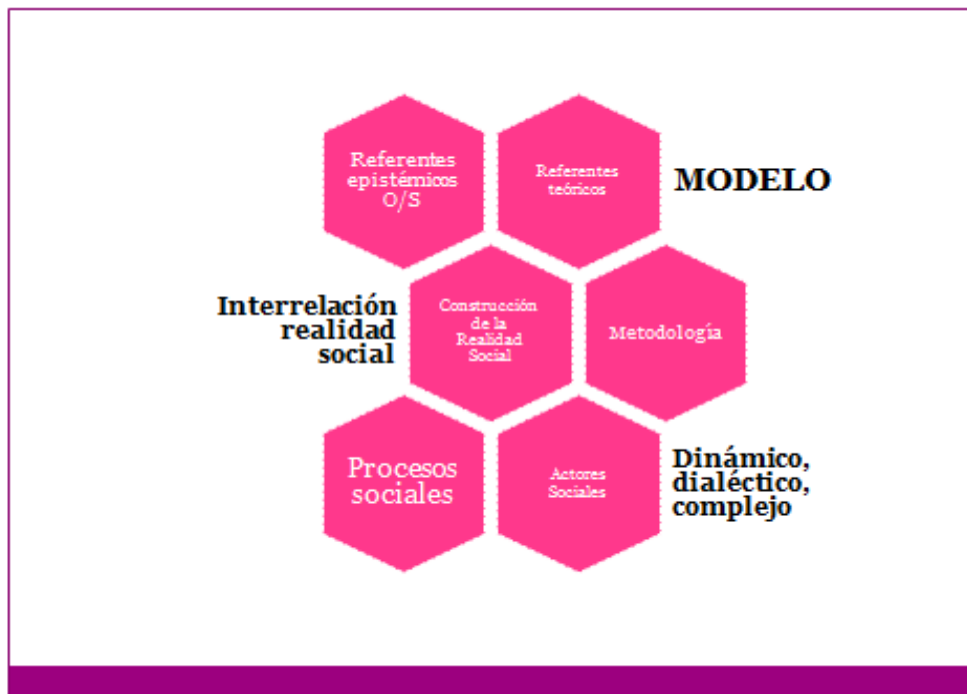 Referentes
epistémicos
O/S
Referentes
teóricos
MODELO
Interrelación
realidad
social
Construcción
de la
Realidad
Social
Metodología
Procesos
sociales
Actores
Sociales
Dinámico,
dialéctico,
complejo